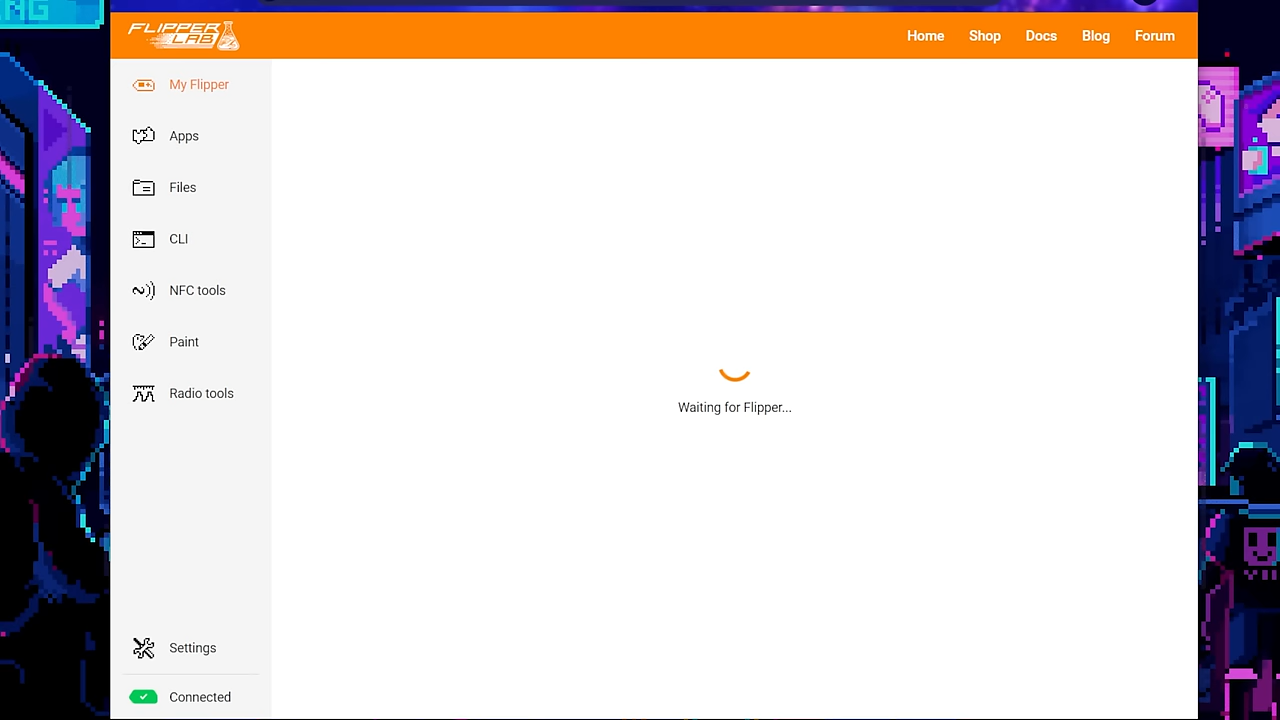 NG
FLIPPER
LAB
Home Shop Docs Blog Forum
My Flipper
Apps
Files
CLI
NFC tools
Paint
Radio tools
Waiting for Flipper...
Settings
Connected